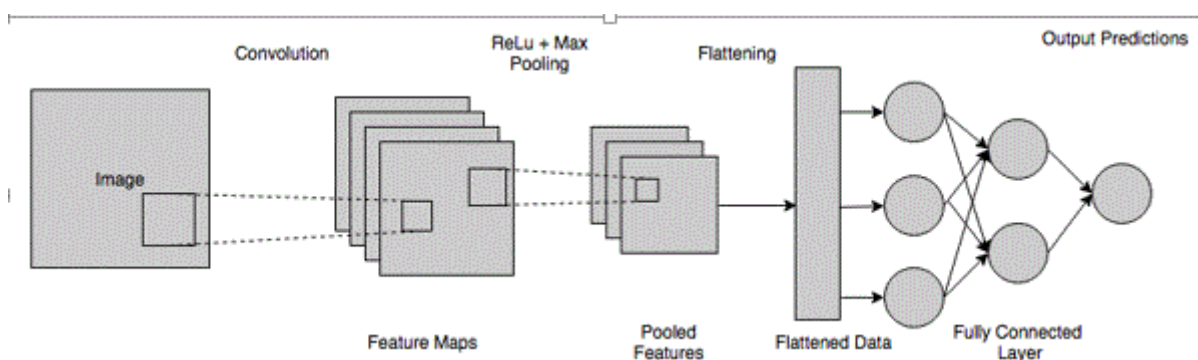 Convolution
ReLu + Max
Pooling
Flattening
Output Predictions
Image
Feature Maps
Pooled
Features
Flattened Data
Fully Connected
Layer